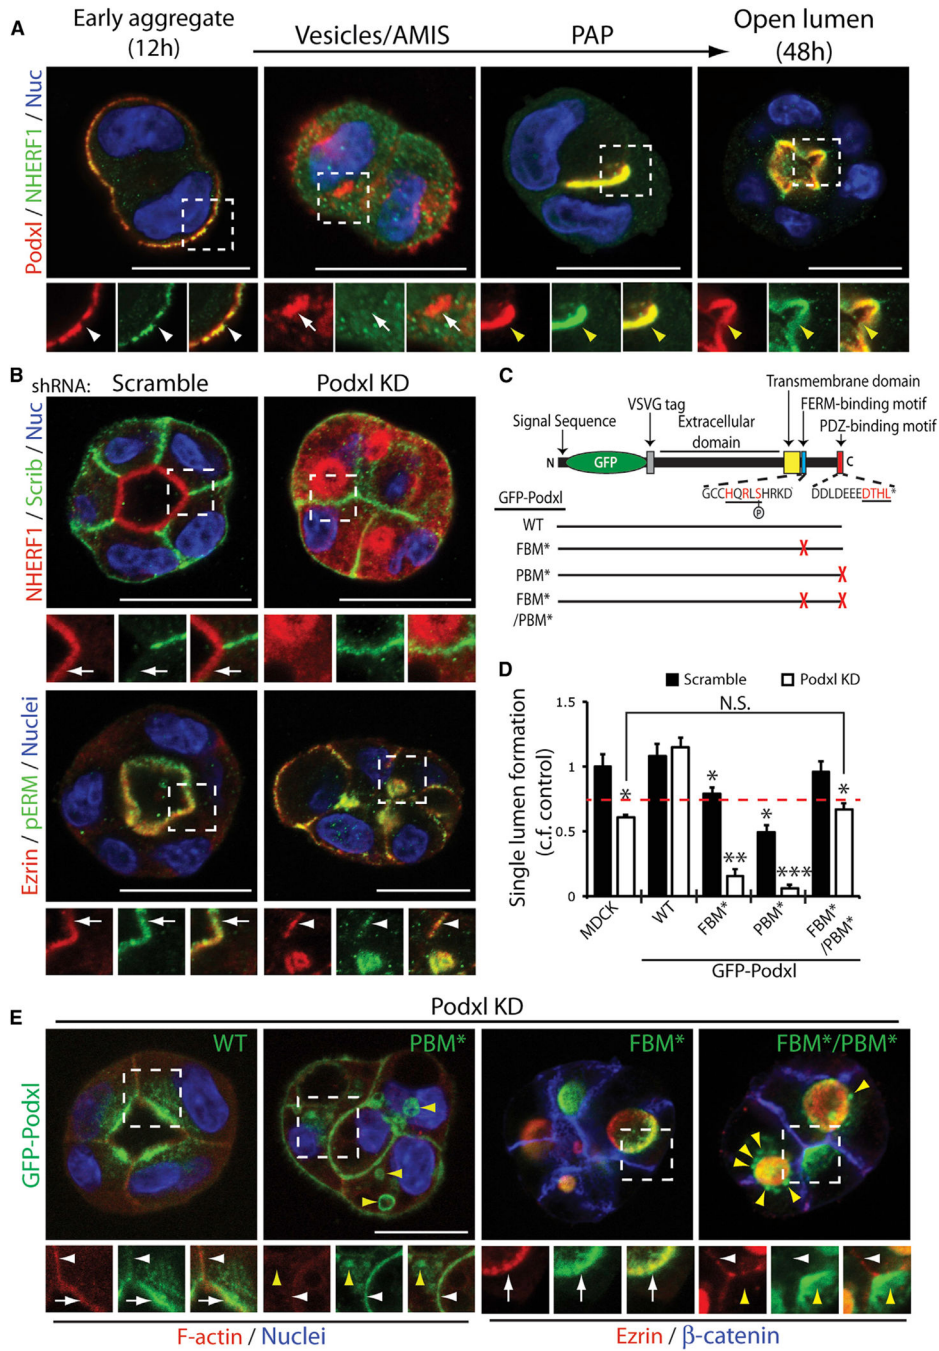 A
Early aggregate
(12h)
Vesicles/AMIS
PAP
Open lumen
(48h)
Podxl / NHERF1 / Nuc
B
shRNA:
Scramble
Podxl KD
NHERF1 / Scrib / Nuc
Ezrin / pERM / Nuclei
C
Transmembrane domain
VSVG tag
FERM-binding motif
Signal Sequence
Extracellular
domain
PDZ-binding motif
N
GFP
C
GCCHQRLSHRKD
DDLDEEEDTHL*
P
GFP-Podxl
WT
FBM*
X
PBM*
X
FBM*
/PBM*
X X
D
Scramble
Podxl KD
N.S.
Single lumen formation
(c.f. control)
1.5
1
0.5
0
*
*
**
*
***
*
MDCK
WT
FBM*
PBM*
FBM*
/PBM*
GFP-Podxl
E
Podxl KD
GFP-Podxl
WT
PBM*
FBM*
FBM*/PBM*
F-actin / Nuclei
Ezrin / β-catenin